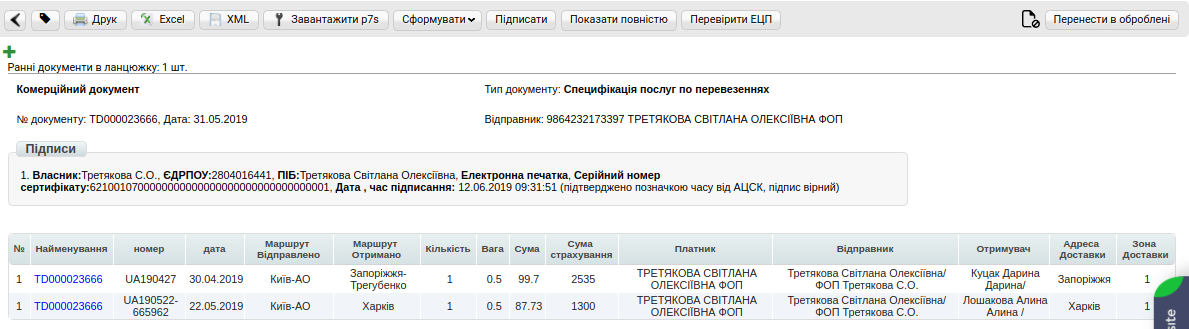 Друк Excel XML Завантажити p7s Сформувати Підписати Показати повністю Перевірити ЕЦП Перенести в оброблені
Ранні документи в ланцюжку: 1 шт.
Комерційний документ Тип документу: Специфікація послуг по перевезеннях
№ документу: TD000023666, Дата: 31.05.2019 Відправник: 9864232173397 ТРЕТЯКОВА СВІТЛАНА ОЛЕКСІЇВНА ФОП
Підписи
1. Власник:Третякова С.О., ЄДРПОУ:2804016441, ПІБ:Третякова Світлана Олексіївна, Електронна печатка, Серійний номер
Дата , час підписання: 12.06.2019 09:31:51 (підтверджено позначкою часу від АЦСК, підпис вірний)
№ Найменування номер дата Маршрут Відправлено Маршрут Отримано Кількість Вага Сума Сума страхування Платник Відправник Отримувач Адреса Доставки Зона Доставки
1 TD000023666 UA190427 30.04.2019 Київ-АО Запоріжжя-Трегубенко 1 0.5 99.7 2535 ТРЕТЯКОВА СВІТЛАНА ОЛЕКСІЇВНА ФОП Третякова Світлана Олексіївна/ ФОП Третякова С.О. Куцак Дарина Дарина/ Запоріжжя 1
1 TD000023666 UA190522-665962 22.05.2019 Київ-АО Харків 1 0.5 87.73 1300 ТРЕТЯКОВА СВІТЛАНА ОЛЕКСІЇВНА ФОП Третякова Світлана Олексіївна/ ФОП Третякова С.О. Лошакова Алина Алина / Харків 1
site